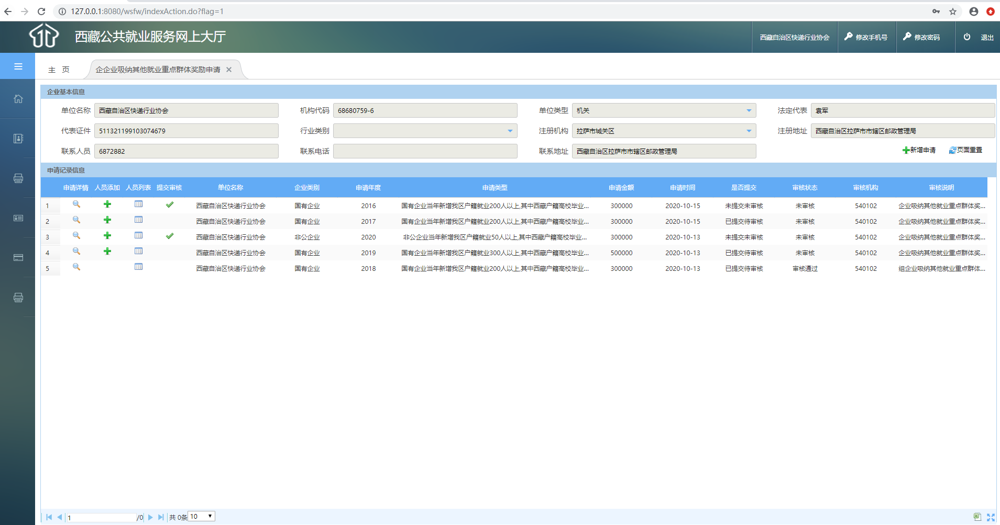 127.0.0.1:8080/wsfw/indexAction.do?flag=1
西藏公共就业服务网上大厅
西藏自治区快递行业协会 修改手机号 修改密码 退出
主 页 企企业吸纳其他就业重点群体奖励申请
企业基本信息
单位名称 西藏自治区快递行业协会 机构代码 68680759-6 单位类型 机关 法定代表 袁军
代表证件 511321199103074679 行业类别 注册机构 拉萨市城关区 注册地址 西藏自治区拉萨市市辖区邮政管理局
联系人员 6872882 联系电话 联系地址 西藏自治区拉萨市市辖区邮政管理局 新增申请 页面重置
申请记录信息
申请详情 人员添加 人员列表 提交审核 单位名称 企业类别 申请年度 申请类型 申请金额 申请时间 是否提交 审核状态 审核机构 审核说明
1 西藏自治区快递行业协会 国有企业 2016 国有企业当年新增我区户籍就业200人以上,其中西藏户籍高校毕业... 300000 2020-10-15 未提交未审核 未审核 540102 企业吸纳其他就业重点群体奖...
2 西藏自治区快递行业协会 国有企业 2017 国有企业当年新增我区户籍就业200人以上,其中西藏户籍高校毕业... 300000 2020-10-15 已提交待审核 未审核 540102 企业吸纳其他就业重点群体奖...
3 西藏自治区快递行业协会 非公企业 2020 非公企业当年新增我区户籍就业50人以上,其中西藏户籍高校毕业... 300000 2020-10-13 未提交未审核 未审核 540102 企业吸纳其他就业重点群体奖...
4 西藏自治区快递行业协会 国有企业 2019 国有企业当年新增我区户籍就业300人以上,其中西藏户籍高校毕业... 500000 2020-10-13 已提交待审核 未审核 540102 企业吸纳其他就业重点群体奖...
5 西藏自治区快递行业协会 国有企业 2018 国有企业当年新增我区户籍就业200人以上,其中西藏户籍高校毕业... 300000 2020-10-13 已提交待审核 审核通过 540102 组企业吸纳其他就业重点群体...
1 /0 共 0条 10